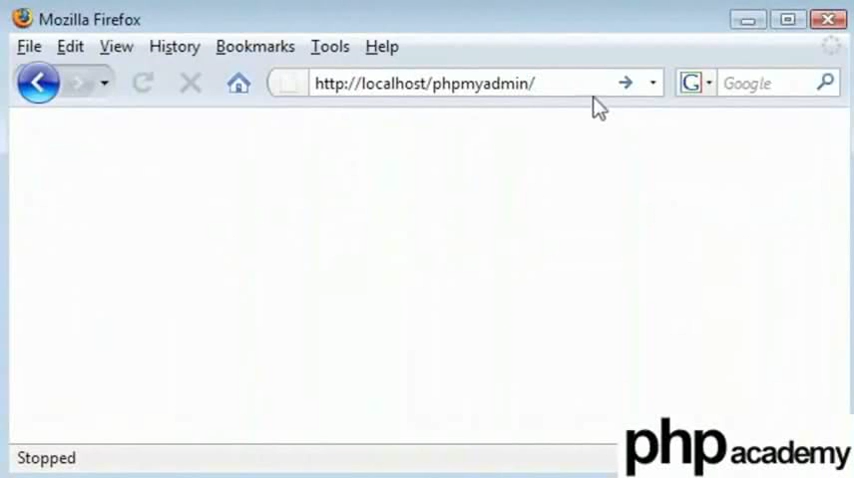 Mozilla Firefox
File Edit View History Bookmarks Tools Help
http://localhost/phpmyadmin/ G Google
Stopped
php academy